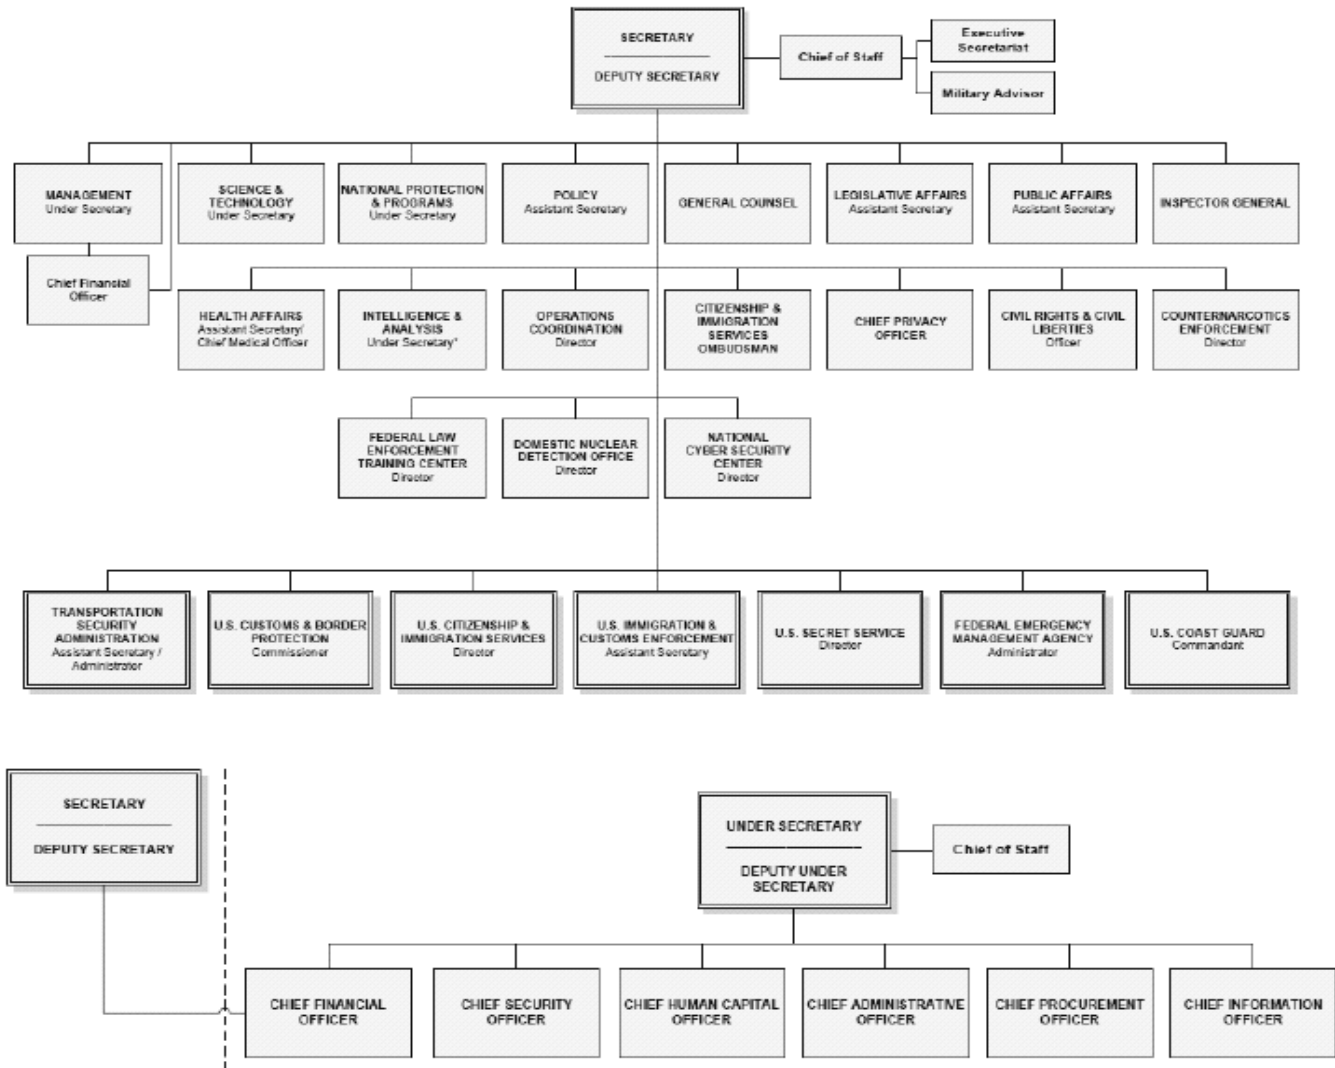 SECRETARY
DEPUTY SECRETARY
Chief of Staff
Executive
Secretariat
Military Advisor
MANAGEMENT
Under Secretary
SCIENCE &
TECHNOLOGY
Under Secretary
NATIONAL PROTECTION
& PROGRAMS
Under Secretary
POLICY
Assistant Secretary
GENERAL COUNSEL
LEGISLATIVE AFFAIRS
Assistant Secretary
PUBLIC AFFAIRS
Assistant Secretary
INSPECTOR GENERAL
Chief Financial
Officer
HEALTH AFFAIRS
Assistant Secretary/
Chief Medical Officer
INTELLIGENCE &
ANALYSIS
Under Secretary*
OPERATIONS
COORDINATION
Director
CITIZENSHIP &
IMMIGRATION
SERVICES
OMBUDSMAN
CHIEF PRIVACY
OFFICER
CIVIL RIGHTS & CIVIL
LIBERTIES
Officer
COUNTERNARCOTICS
ENFORCEMENT
Director
FEDERAL LAW
ENFORCEMENT
TRAINING CENTER
Director
DOMESTIC NUCLEAR
DETECTION OFFICE
Director
NATIONAL
CYBER SECURITY
CENTER
Director
TRANSPORTATION
SECURITY
ADMINISTRATION
Assistant Secretary /
Administrator
U.S. CUSTOMS & BORDER
PROTECTION
Commissioner
U.S. CITIZENSHIP &
IMMIGRATION SERVICES
Director
U.S. IMMIGRATION &
CUSTOMS ENFORCEMENT
Assistant Secretary
U.S. SECRET SERVICE
Director
FEDERAL EMERGENCY
MANAGEMENT AGENCY
Administrator
U.S. COAST GUARD
Commandant
SECRETARY
DEPUTY SECRETARY
UNDER SECRETARY
DEPUTY UNDER
SECRETARY
Chief of Staff
CHIEF FINANCIAL
OFFICER
CHIEF SECURITY
OFFICER
CHIEF HUMAN CAPITAL
OFFICER
CHIEF ADMINISTRATIVE
OFFICER
CHIEF PROCUREMENT
OFFICER
CHIEF INFORMATION
OFFICER